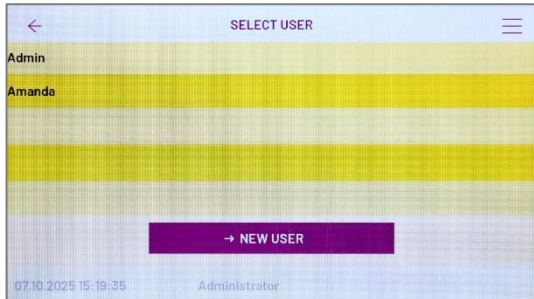 ← SELECT USER
Admin
Amanda
→ NEW USER
07.10.2025 15:19:35 Administrator